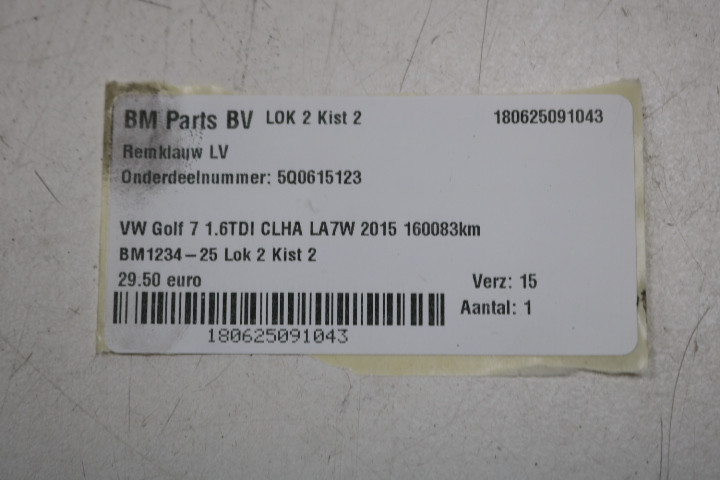 BM Parts BV LOK 2 Kist 2 180625091043
Remklauw LV
Onderdeelnummer: 5Q0615123
VW Golf 7 1.6TDI CLHA LA7W 2015 160083km
BM1234-25 Lok 2 Kist 2
29.50 euro Verz: 15
Aantal: 1
180625091043